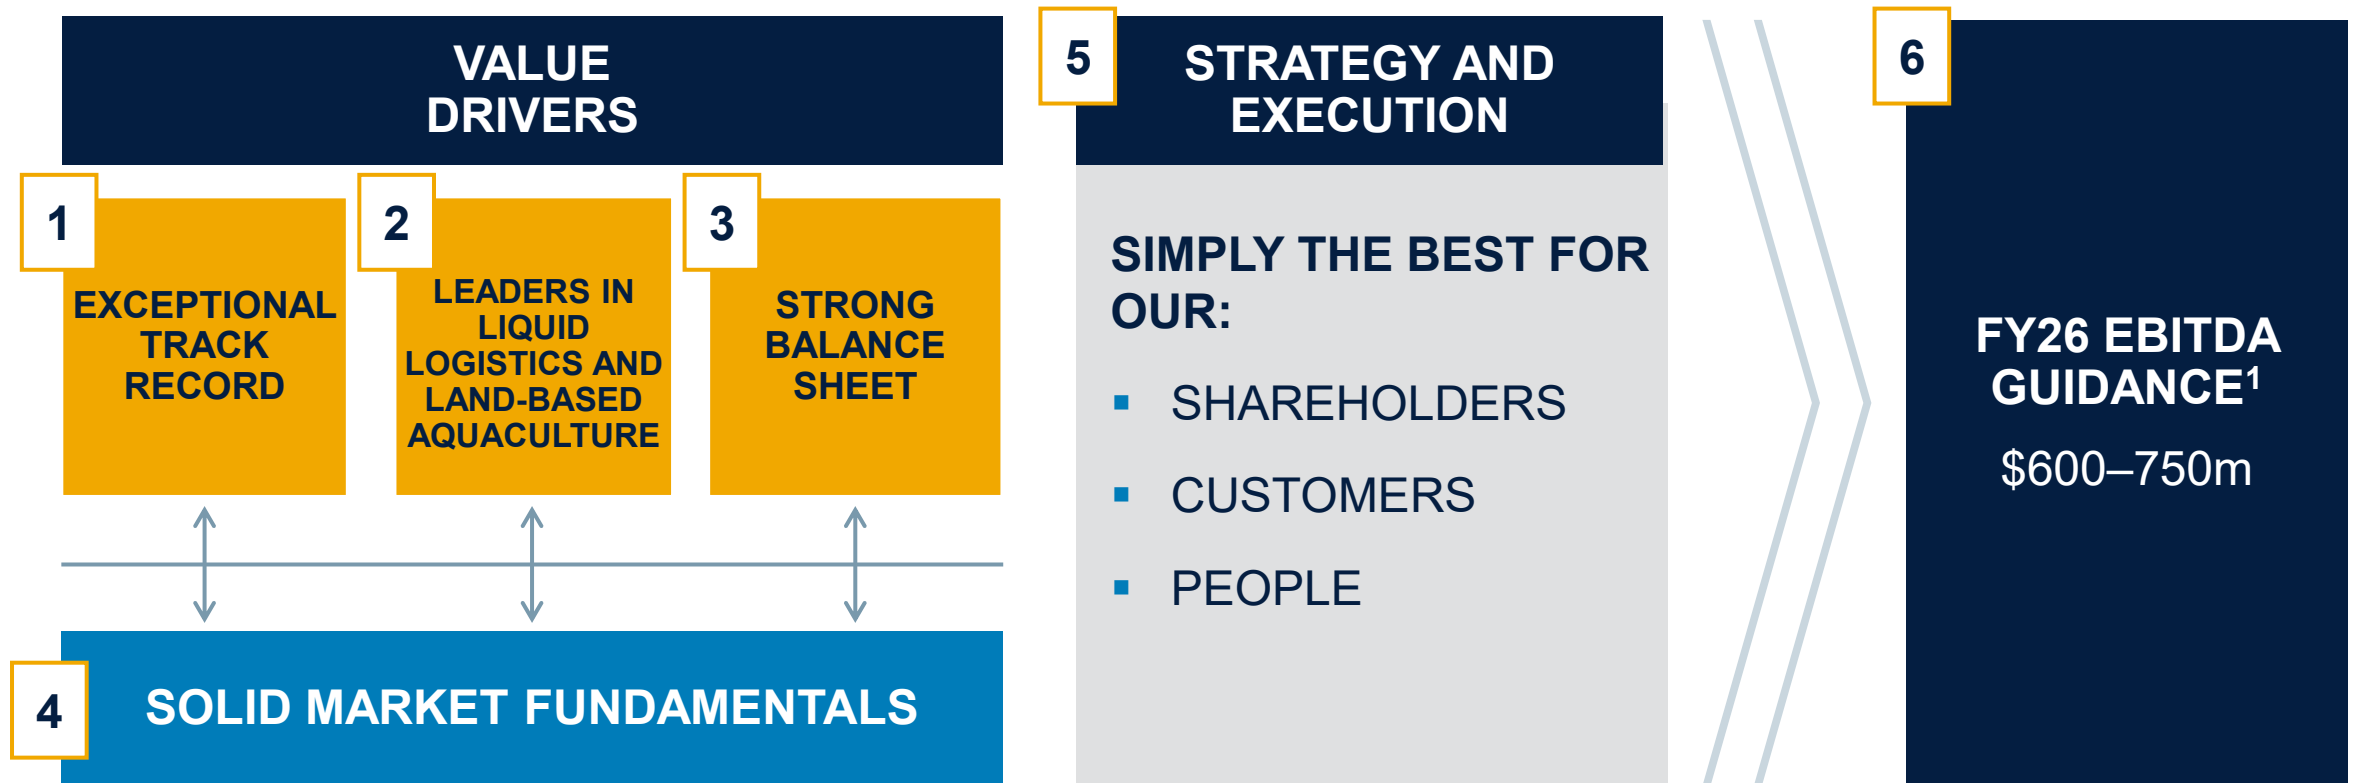 VALUE
DRIVERS
1
EXCEPTIONAL
TRACK
RECORD
2
LEADERS IN
LIQUID
LOGISTICS AND
LAND-BASED
AQUACULTURE
3
STRONG
BALANCE
SHEET
4
SOLID MARKET FUNDAMENTALS
5
STRATEGY AND
EXECUTION
SIMPLY THE BEST FOR
OUR:
▪ SHAREHOLDERS
▪ CUSTOMERS
▪ PEOPLE
6
FY26 EBITDA
GUIDANCE¹
$600–750m